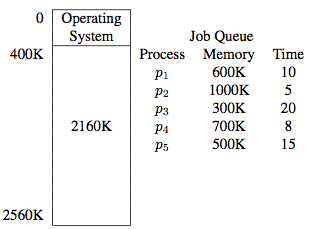 0 Operating
System
400K
2160K
2560K
Job Queue
Process Memory Time
p1 600K 10
p2 1000K 5
p3 300K 20
p4 700K 8
p5 500K 15